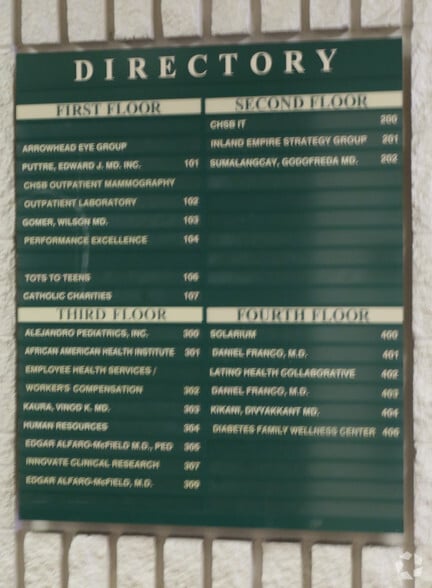 DIRECTORY
FIRST FLOOR
ARROWHEAD EYE GROUP
PUTTRE, EDWARD J. MD. INC. 101
CHSB OUTPATIENT MAMMOGRAPHY
OUTPATIENT LABORATORY 102
GOMER, WILSON MD. 103
PERFORMANCE EXCELLENCE 104
TOTS TO TEENS 106
CATHOLIC CHARITIES 107
SECOND FLOOR
CHSB IT 200
INLAND EMPIRE STRATEGY GROUP 201
SUMALANGCAY, GODOFREDA MD. 202
THIRD FLOOR
ALEJANDRO PEDIATRICS, INC. 300
AFRICAN AMERICAN HEALTH INSTITUTE 301
EMPLOYEE HEALTH SERVICES /
WORKER'S COMPENSATION 302
KAURA, VINOD K. MD. 303
HUMAN RESOURCES 304
EDGAR ALFARO-McFIELD M.D., PED 305
INNOVATE CLINICAL RESEARCH 307
EDGAR ALFARO-McFIELD, M.D. 309
FOURTH FLOOR
SOLARIUM 400
DANIEL FRANCO, M.D. 401
LATINO HEALTH COLLABORATIVE 402
DANIEL FRANCO, M.D. 403
KIKANI, DIVYAKKANT MD. 404
DIABETES FAMILY WELLNESS CENTER 405